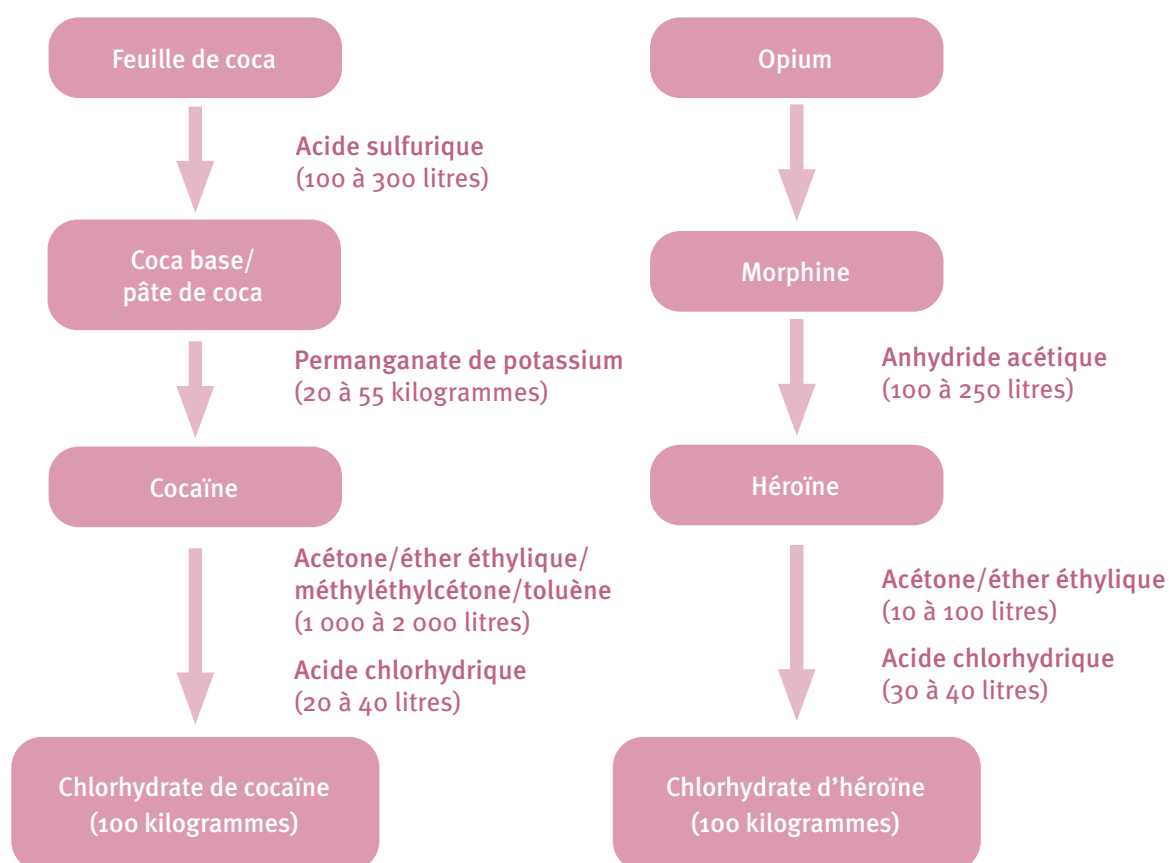 Feuille de coca
Acide sulfurique
(100 à 300 litres)
Coca base/
pâte de coca
Permanganate de potassium
(20 à 55 kilogrammes)
Cocaïne
Acétone/éther éthylique/
méthyléthylcétone/toluène
(1 000 à 2 000 litres)
Acide chlorhydrique
(20 à 40 litres)
Chlorhydrate de cocaïne
(100 kilogrammes)
Opium
Morphine
Anhydride acétique
(100 à 250 litres)
Héroïne
Acétone/éther éthylique
(10 à 100 litres)
Acide chlorhydrique
(30 à 40 litres)
Chlorhydrate d’héroïne
(100 kilogrammes)